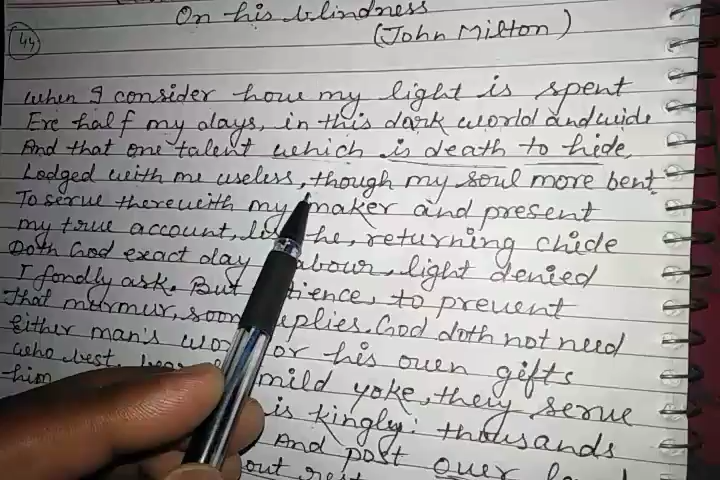 On his blindness
44
(John Milton)
when I consider how my light is spent
Ere half my days, in this dark world and wide
And that one talent which is death to hide,
Lodged with me useless, though my soul more bent
To serve therewith my maker and present
my true account, he, returning chide
Doth God exact day labour, light denied
I fondly ask. But to prevent
that murmur, soon replies. God doth not need
Either man's or his own gifts
who best mild yoke, they serve
him is kingly: thousands
And post over
out rest